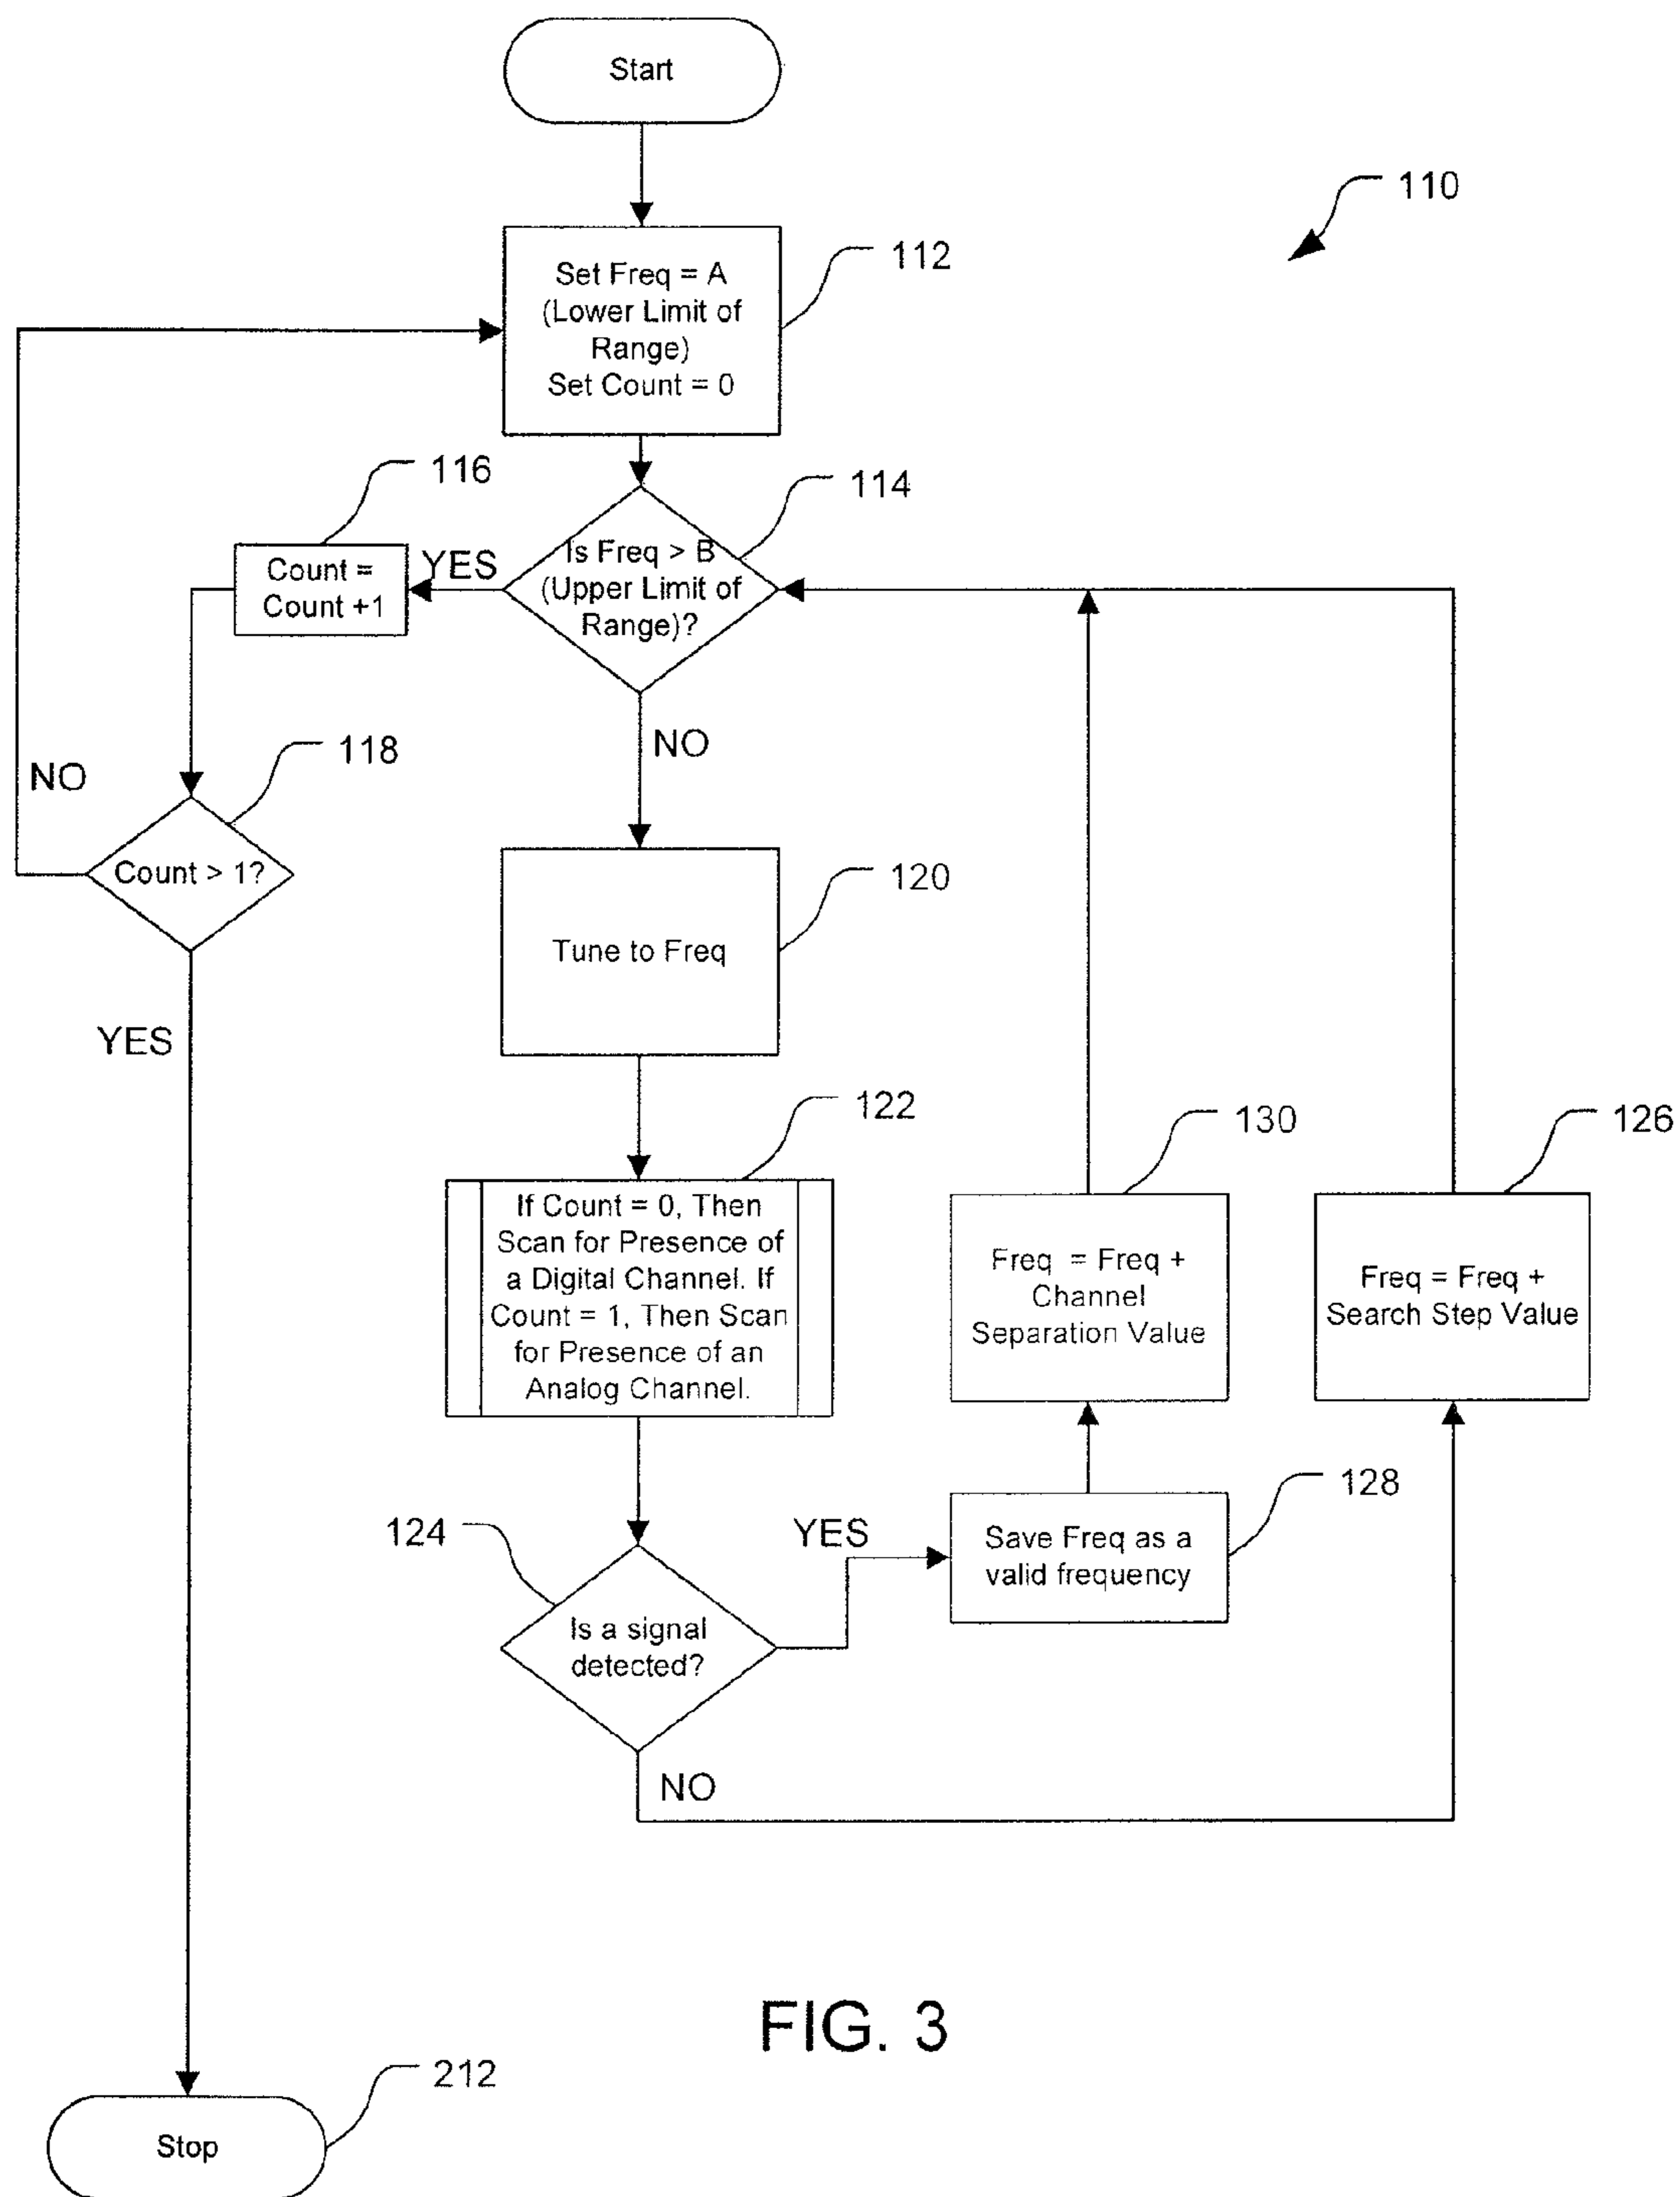 Start
110
112
Set Freq = A
(Lower Limit of
Range)
Set Count = 0
116
114
Count =
Count +1
YES
Is Freq > B
(Upper Limit of
Range)?
NO
118
NO
Count > 1?
120
Tune to Freq
YES
122
If Count = 0, Then
Scan for Presence of
a Digital Channel. If
Count = 1, Then Scan
for Presence of an
Analog Channel.
130
Freq = Freq +
Channel
Separation Value
126
Freq = Freq +
Search Step Value
124
YES
128
Save Freq as a
valid frequency
Is a signal
detected?
NO
FIG. 3
212
Stop